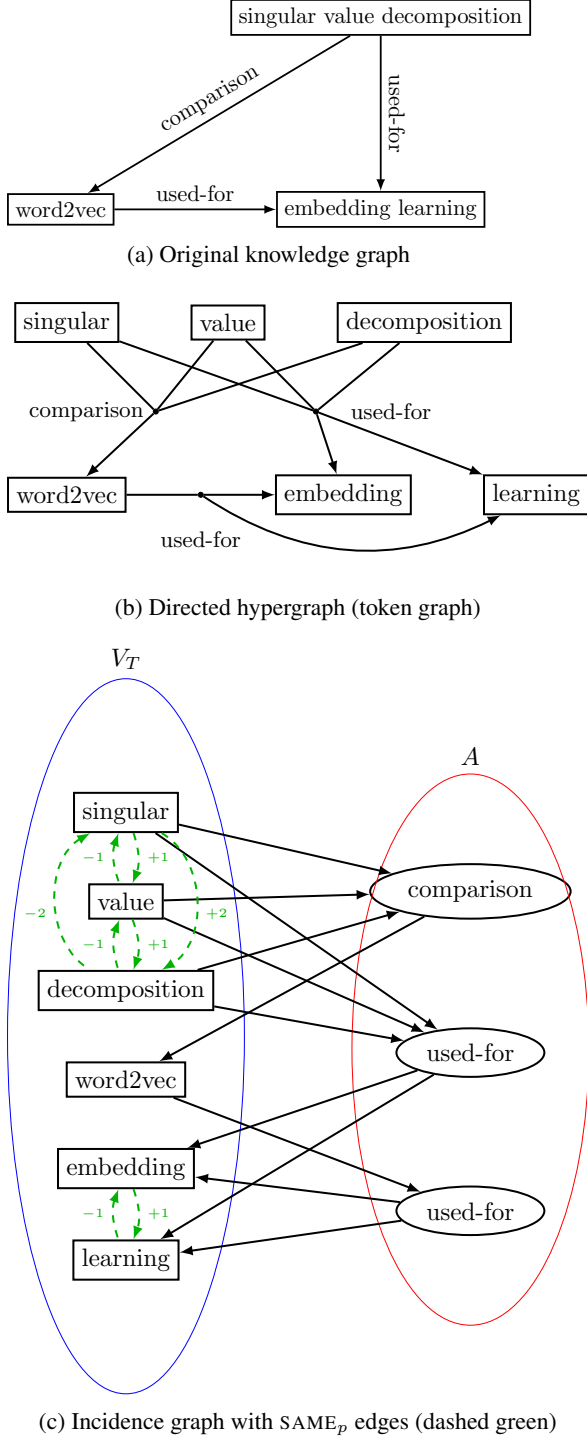 singular value decomposition
comparison
used-for
used-for
word2vec
embedding learning
(a) Original knowledge graph
singular
value
decomposition
comparison
used-for
word2vec
embedding
learning
used-for
(b) Directed hypergraph (token graph)
V_T
A
singular
−1
+1
comparison
value
−2
+2
−1
+1
decomposition
used-for
word2vec
embedding
−1
+1
used-for
learning
(c) Incidence graph with SAME_p edges (dashed green)